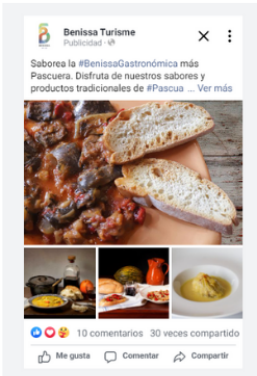 Benissa Turisme
Publicidad ·
Saborea la #BenissaGastronómica más
Pascuera. Disfruta de nuestros sabores y
productos tradicionales de #Pascua ... Ver más
10 comentarios 30 veces compartido
Me gusta Comentar Compartir